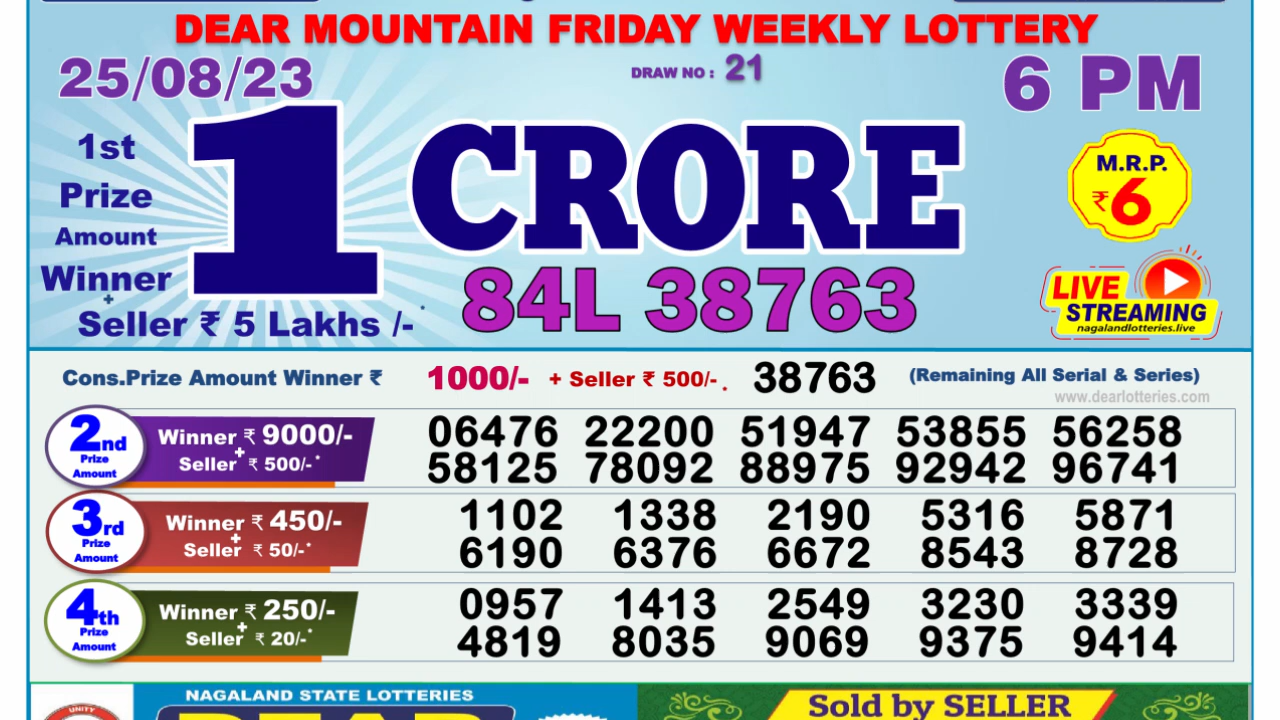 DEAR MOUNTAIN FRIDAY WEEKLY LOTTERY
25/08/23
DRAW NO : 21
6 PM
1st
Prize
Amount
Winner
+
Seller ₹ 5 Lakhs /-
1 CRORE
84L 38763
M.R.P.
₹6
LIVE
STREAMING
nagalandlotteries.live
Cons.Prize Amount Winner ₹ 1000/- + Seller ₹ 500/- . 38763 (Remaining All Serial & Series)
www.dearlotteries.com
2nd
Prize
Amount
Winner ₹ 9000/-
+
Seller ₹ 500/-*
06476 22200 51947 53855 56258
58125 78092 88975 92942 96741
3rd
Prize
Amount
Winner ₹ 450/-
+
Seller ₹ 50/-*
1102 1338 2190 5316 5871
6190 6376 6672 8543 8728
4th
Prize
Amount
Winner ₹ 250/-
+
Seller ₹ 20/-*
0957 1413 2549 3230 3339
4819 8035 9069 9375 9414
UNITY
NAGALAND STATE LOTTERIES
DEAR
Sold by SELLER